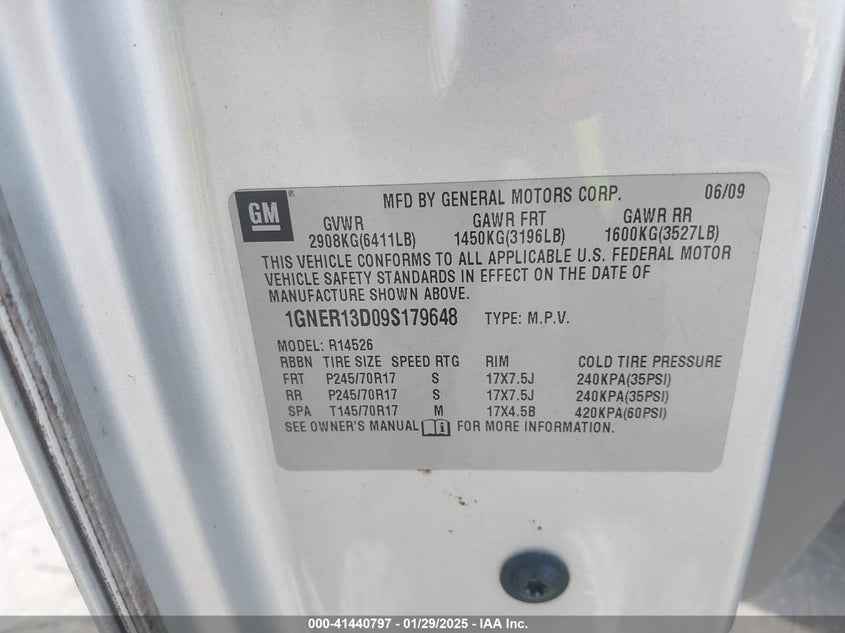 GM ® MFD BY GENERAL MOTORS CORP. 06/09
GVWR GAWR FRT GAWR RR
2908KG(6411LB) 1450KG(3196LB) 1600KG(3527LB)
THIS VEHICLE CONFORMS TO ALL APPLICABLE U.S. FEDERAL MOTOR
VEHICLE SAFETY STANDARDS IN EFFECT ON THE DATE OF
MANUFACTURE SHOWN ABOVE.
1GNER13D09S179648 TYPE: M.P.V.
MODEL: R14526
RBBN TIRE SIZE SPEED RTG RIM COLD TIRE PRESSURE
FRT P245/70R17 S 17X7.5J 240KPA(35PSI)
RR P245/70R17 S 17X7.5J 240KPA(35PSI)
SPA T145/70R17 M 17X4.5B 420KPA(60PSI)
SEE OWNER'S MANUAL FOR MORE INFORMATION.
000-41440797 - 01/29/2025 - IAA Inc.